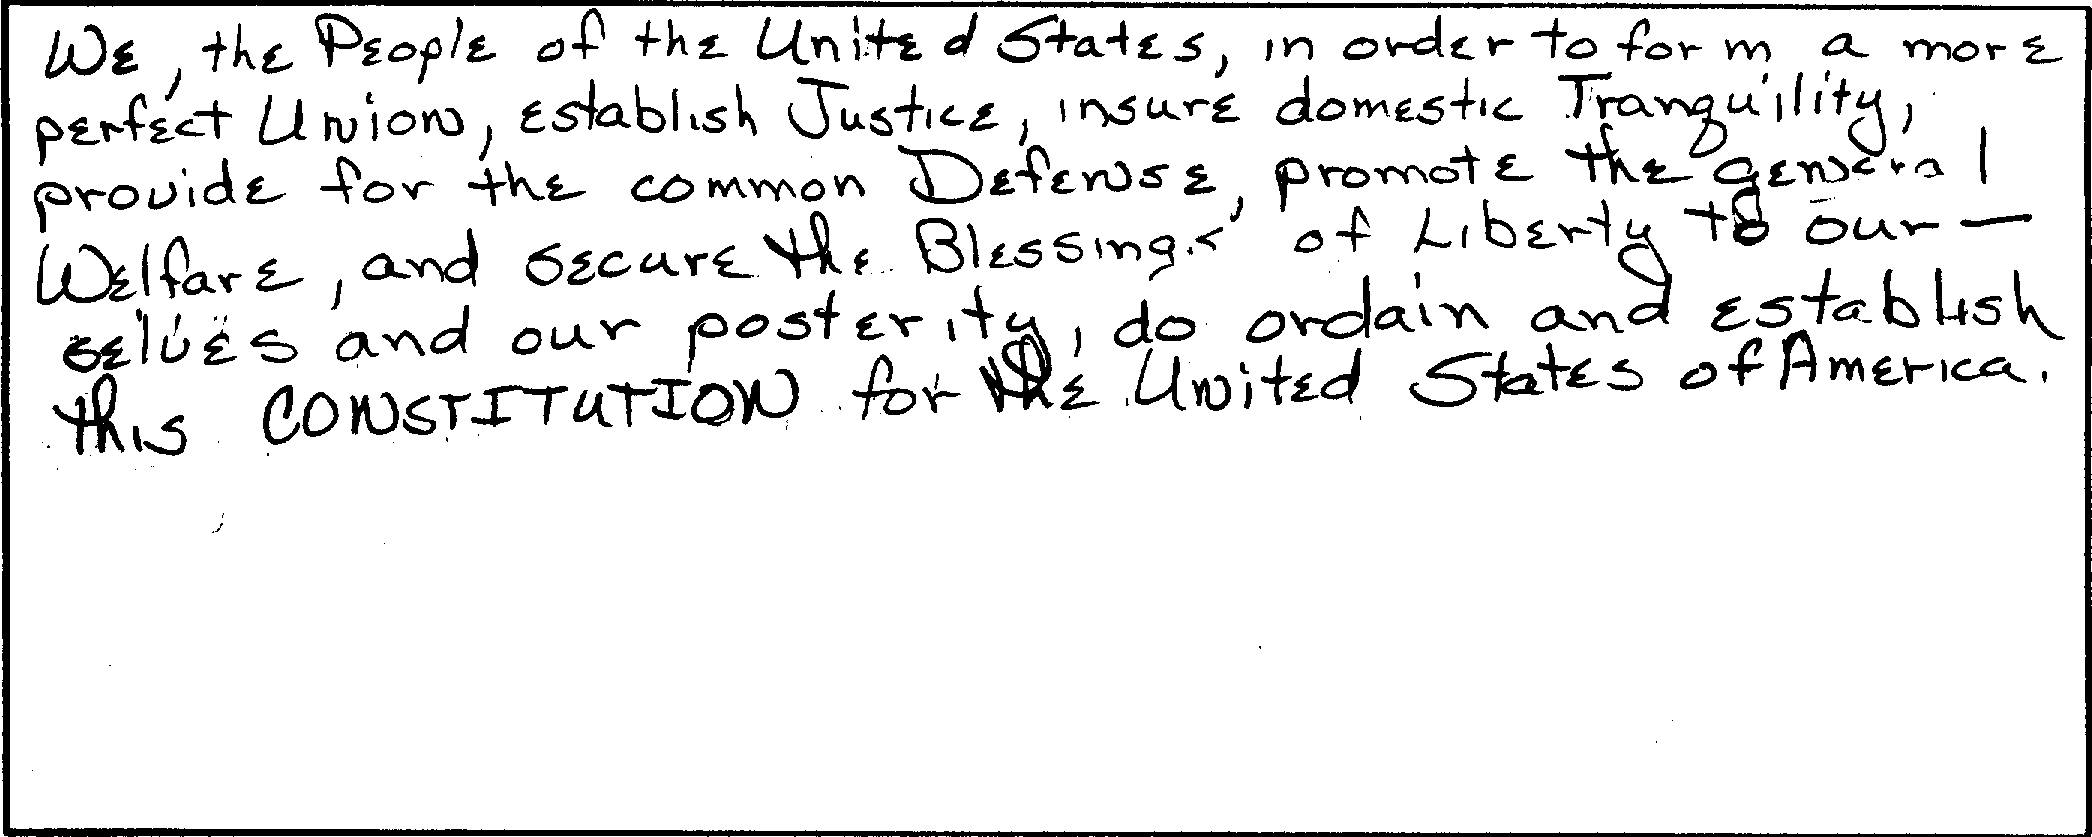 We, the People of the United States, in order to form a more
perfect Union, establish Justice, insure domestic Tranquility,
provide for the common Defense, promote the general
Welfare, and secure the Blessings of Liberty to our—
selves and our posterity, do ordain and establish
this CONSTITUTION for the United States of America.